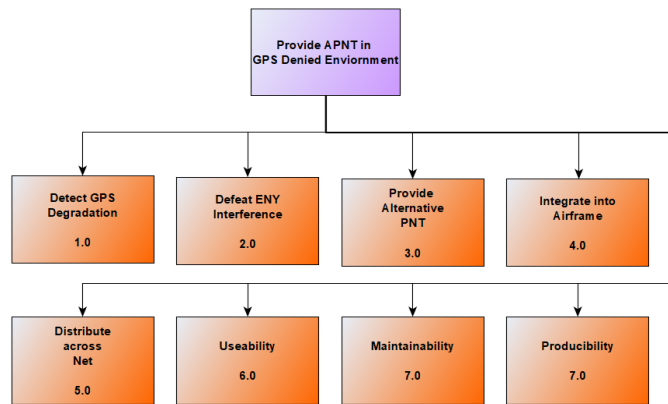 Provide APNT in
GPS Denied Enviornment
Detect GPS
Degradation
1.0
Defeat ENY
Interference
2.0
Provide
Alternative
PNT
3.0
Integrate into
Airframe
4.0
Distribute
across
Net
5.0
Useability
6.0
Maintainability
7.0
Producibility
7.0